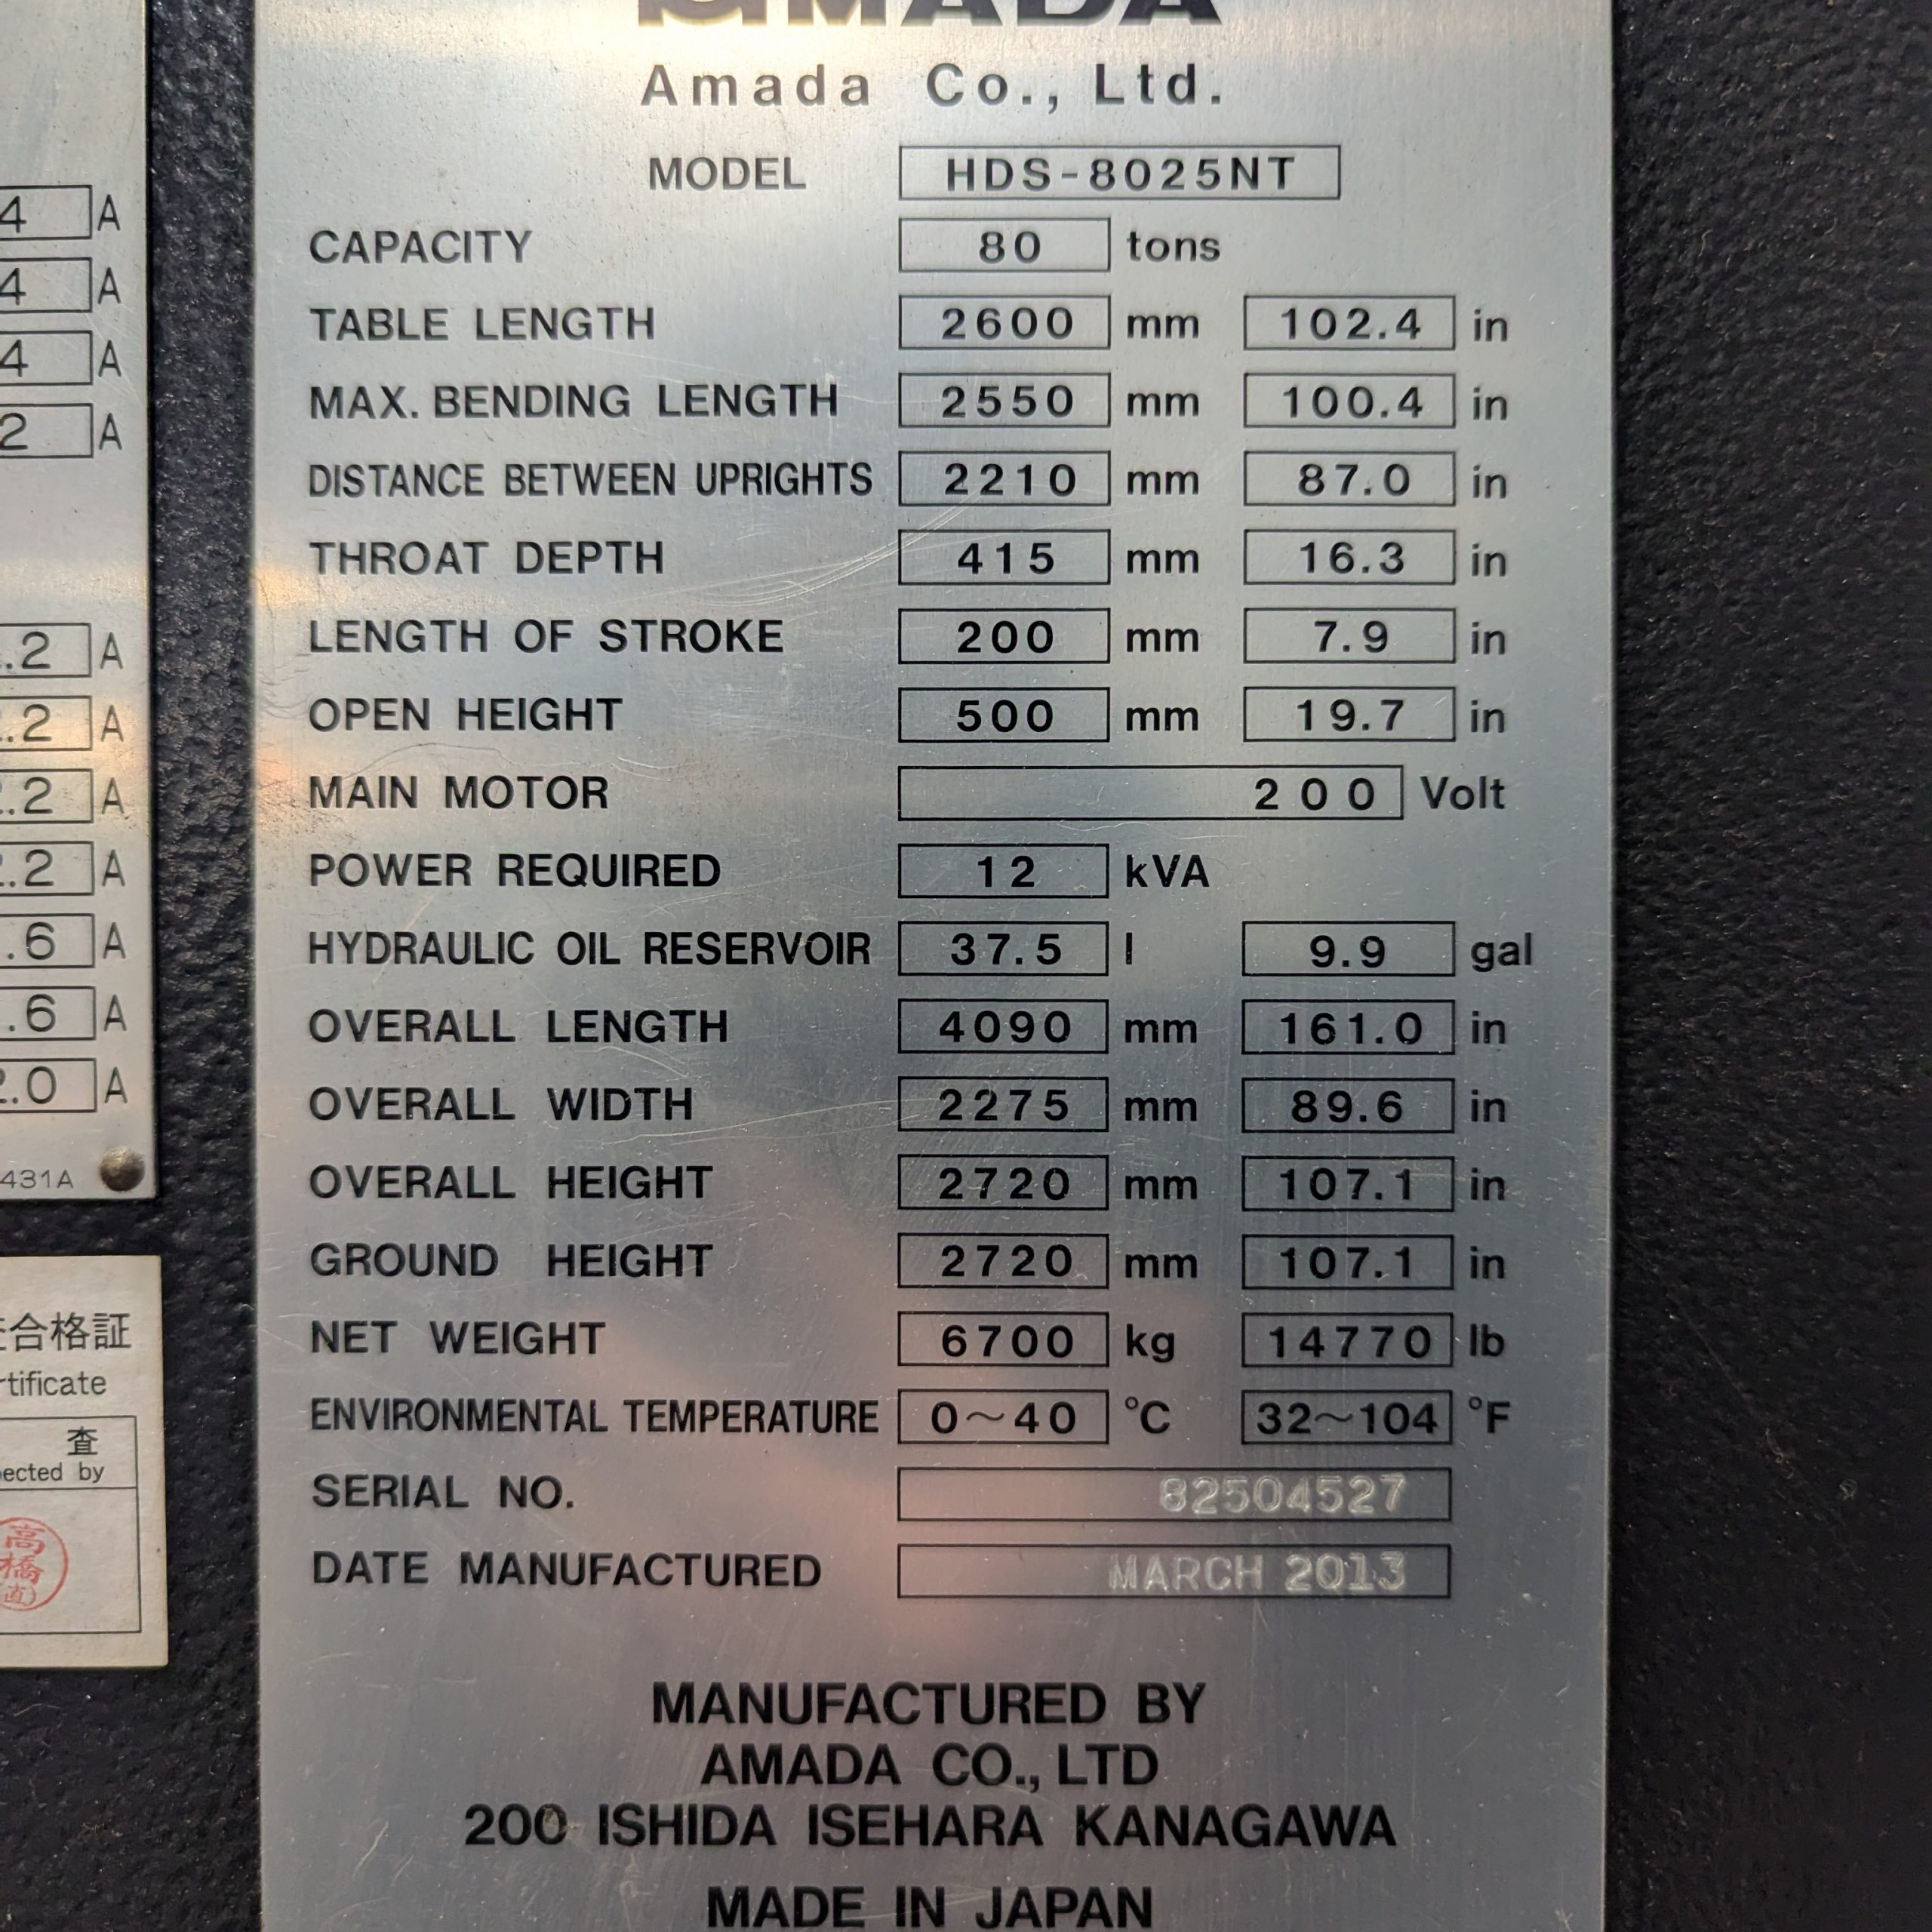 4 A
4 A
4 A
2 A
.2 A
.2 A
.2 A
.2 A
.6 A
.6 A
2.0 A
431A
合格証
rtificate
査
ected by
高
橋
(直)
AMADA
Amada Co., Ltd.
MODEL HDS-8025NT
CAPACITY 80 tons
TABLE LENGTH 2600 mm 102.4 in
MAX. BENDING LENGTH 2550 mm 100.4 in
DISTANCE BETWEEN UPRIGHTS 2210 mm 87.0 in
THROAT DEPTH 415 mm 16.3 in
LENGTH OF STROKE 200 mm 7.9 in
OPEN HEIGHT 500 mm 19.7 in
MAIN MOTOR 200 Volt
POWER REQUIRED 12 kVA
HYDRAULIC OIL RESERVOIR 37.5 l 9.9 gal
OVERALL LENGTH 4090 mm 161.0 in
OVERALL WIDTH 2275 mm 89.6 in
OVERALL HEIGHT 2720 mm 107.1 in
GROUND HEIGHT 2720 mm 107.1 in
NET WEIGHT 6700 kg 14770 lb
ENVIRONMENTAL TEMPERATURE 0～40 °C 32～104 °F
SERIAL NO. 82504527
DATE MANUFACTURED MARCH 2013
MANUFACTURED BY
AMADA CO., LTD
200 ISHIDA ISEHARA KANAGAWA
MADE IN JAPAN